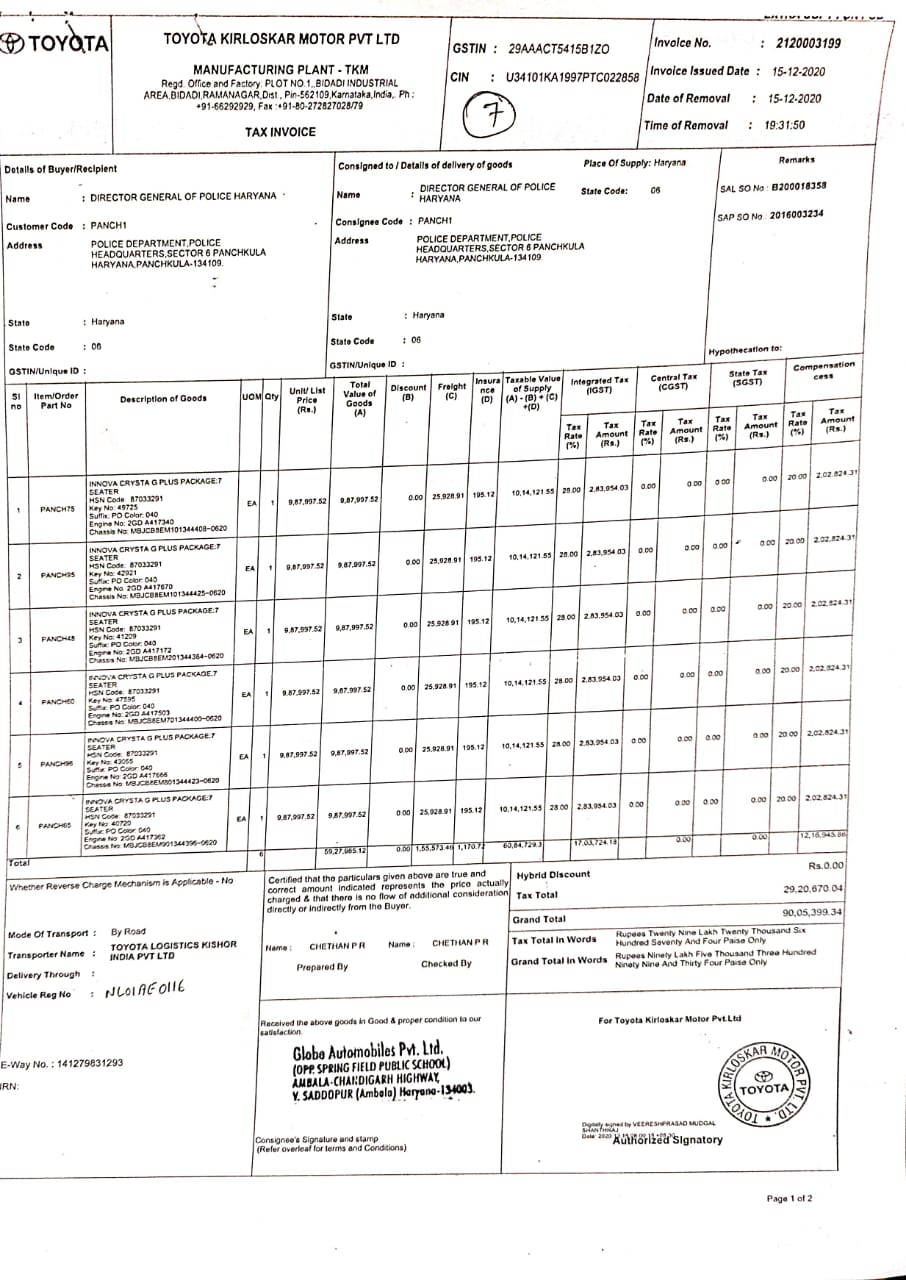 TOYOTA
TOYOTA KIRLOSKAR MOTOR PVT LTD
MANUFACTURING PLANT - TKM
Regd. Office and Factory, PLOT NO.1,.BIDADI INDUSTRIAL
AREA,BIDADI,RAMANAGAR,Dist , Pin-562109,Karnataka,India, Ph :
+91-66292929, Fax :+91-80-272827028/79
TAX INVOICE
GSTIN : 29AAACT5415B1ZO
CIN : U34101KA1997PTC022858
7
Invoice No. : 2120003199
Invoice Issued Date : 15-12-2020
Date of Removal : 15-12-2020
Time of Removal : 19:31:50
Details of Buyer/Recipient
Name : DIRECTOR GENERAL OF POLICE HARYANA
Customer Code : PANCH1
Address POLICE DEPARTMENT,POLICE
HEADQUARTERS,SECTOR 6 PANCHKULA
HARYANA,PANCHKULA-134109.
State : Haryana
State Code : 06
GSTIN/Unique ID :
Consigned to / Details of delivery of goods
Place Of Supply: Haryana
Name : DIRECTOR GENERAL OF POLICE
HARYANA
State Code: 06
Consignee Code : PANCH1
Address POLICE DEPARTMENT,POLICE
HEADQUARTERS,SECTOR 6 PANCHKULA
HARYANA,PANCHKULA-134109.
State : Haryana
State Code : 06
GSTIN/Unique ID :
Remarks
SAL SO No : B200018358
SAP SO No : 2016003234
Hypothecation to:
Sl no | Item/Order Part No | Description of Goods | UOM | Qty | Unit/ List Price (Rs.) | Total Value of Goods (A) | Discount (B) | Freight (C) | Insura nce (D) | Taxable Value of Supply (A) - (B) + (C) +(D) | Integrated Tax (IGST) | Central Tax (CGST) | State Tax (SGST) | Compensation cess
Tax Rate (%) | Tax Amount (Rs.) | Tax Rate (%) | Tax Amount (Rs.) | Tax Rate (%) | Tax Amount (Rs.) | Tax Rate (%) | Tax Amount (Rs.)
INNOVA CRYSTA G PLUS PACKAGE:7
SEATER
HSN Code 87033291
Key No: 49725
Suffix: PO Color: 040
Engine No: 2GD A417340
Chassis No: MBJCB8EM101344408-0620
1 PANCH75 EA 1 9,87,997.52 9,87,997.52 0.00 25,928.91 195.12 10,14,121.55 28.00 2,83,954.03 0.00 0.00 0.00 0.00 20.00 2,02,824.31
INNOVA CRYSTA G PLUS PACKAGE:7
SEATER
HSN Code: 87033291
Key No: 42921
Suffix: PO Color: 040
Engine No: 2GD A417670
Chassis No: MBJCB8EM101344425-0620
2 PANCH95 EA 1 9,87,997.52 9,87,997.52 0.00 25,928.91 195.12 10,14,121.55 28.00 2,83,954.03 0.00 0.00 0.00 0.00 20.00 2,02,824.31
INNOVA CRYSTA G PLUS PACKAGE:7
SEATER
HSN Code: 87033291
Key No: 41209
Suffix: PO Color: 040
Engine No: 2GD A417172
Chassis No: MBJCB8EM201344384-0620
3 PANCH48 EA 1 9,87,997.52 9,87,997.52 0.00 25,928.91 195.12 10,14,121.55 28.00 2,83,954.03 0.00 0.00 0.00 0.00 20.00 2,02,824.31
INNOVA CRYSTA G PLUS PACKAGE:7
SEATER
HSN Code: 87033291
Key No: 47595
Suffix: PO Color: 040
Engine No: 2GD A417503
Chassis No: MBJCB8EM701344400-0620
4 PANCH60 EA 1 9,87,997.52 9,87,997.52 0.00 25,928.91 195.12 10,14,121.55 28.00 2,83,954.03 0.00 0.00 0.00 0.00 20.00 2,02,824.31
INNOVA CRYSTA G PLUS PACKAGE:7
SEATER
HSN Code: 87033291
Key No: 43055
Suffix: PO Color: 040
Engine No: 2GD A417666
Chassis No: MBJCB8EM801344423-0620
5 PANCH96 EA 1 9,87,997.52 9,87,997.52 0.00 25,928.91 195.12 10,14,121.55 28.00 2,83,954.03 0.00 0.00 0.00 0.00 20.00 2,02,824.31
INNOVA CRYSTA G PLUS PACKAGE:7
SEATER
HSN Code: 87033291
Key No: 40720
Suffix: PO Color: 040
Engine No: 2GD A417362
Chassis No: MBJCB8EM901344396-0620
6 PANCH65 EA 1 9,87,997.52 9,87,997.52 0.00 25,928.91 195.12 10,14,121.55 28.00 2,83,954.03 0.00 0.00 0.00 0.00 20.00 2,02,824.31
Total 6 59,27,985.12 0.00 1,55,573.46 1,170.72 60,84,729.3 17,03,724.18 0.00 0.00 12,16,945.86
Whether Reverse Charge Mechanism is Applicable - No
Mode Of Transport : By Road
Transporter Name : TOYOTA LOGISTICS KISHOR
INDIA PVT LTD
Delivery Through :
Vehicle Reg No : NL01AE0116
E-Way No. : 141279831293
IRN:
Certified that the particulars given above are true and
correct amount indicated represents the price actually
charged & that there is no flow of additional consideration
directly or indirectly from the Buyer.
Name : CHETHAN P R Name : CHETHAN P R
Prepared By Checked By
Hybrid Discount Rs.0.00
Tax Total 29,20,670.04
Grand Total 90,05,399.34
Tax Total In Words Rupees Twenty Nine Lakh Twenty Thousand Six
Hundred Seventy And Four Paise Only
Grand Total In Words Rupees Ninety Lakh Five Thousand Three Hundred
Ninety Nine And Thirty Four Paise Only
Received the above goods in Good & proper condition to our
satisfaction.
Globe Automobiles Pvt. Ltd.
(OPP. SPRING FIELD PUBLIC SCHOOL)
AMBALA-CHANDIGARH HIGHWAY,
V. SADDOPUR (Ambala) Haryana-134003.
Consignee's Signature and stamp
(Refer overleaf for terms and Conditions)
For Toyota Kirloskar Motor Pvt.Ltd
TOYOTA KIRLOSKAR MOTOR PVT. LTD.
TOYOTA
Digitally signed by VEERESHPRASAD MUDGAL
SHANTHRAJ
Authorized Signatory
Page 1 of 2